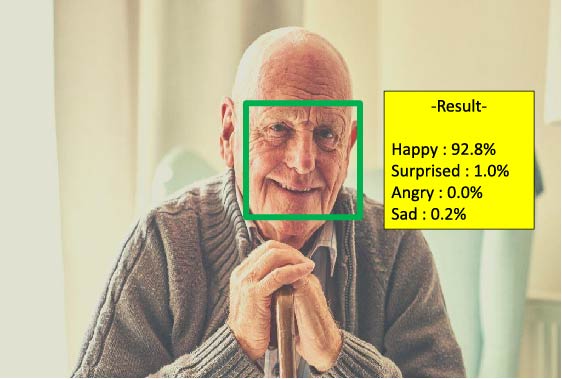 -Result-
Happy : 92.8%
Surprised : 1.0%
Angry : 0.0%
Sad : 0.2%